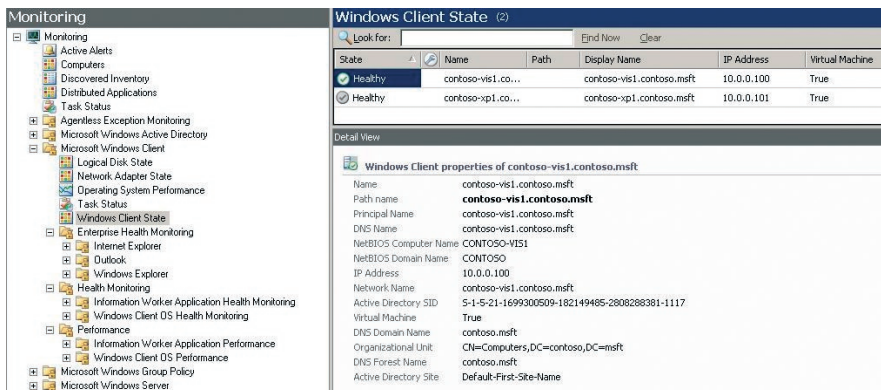 Monitoring
Monitoring
Active Alerts
Computers
Discovered Inventory
Distributed Applications
Task Status
Agentless Exception Monitoring
Microsoft Windows Active Directory
Microsoft Windows Client
Logical Disk State
Network Adapter State
Operating System Performance
Task Status
Windows Client State
Enterprise Health Monitoring
Internet Explorer
Outlook
Windows Explorer
Health Monitoring
Information Worker Application Health Monitoring
Windows Client OS Health Monitoring
Performance
Information Worker Application Performance
Windows Client OS Performance
Microsoft Windows Group Policy
Microsoft Windows Server
Windows Client State (2)
Look for: Find Now Clear
State Name Path Display Name IP Address Virtual Machine
Healthy contoso-vis1.co... contoso-vis1.contoso.msft 10.0.0.100 True
Healthy contoso-xp1.co... contoso-xp1.contoso.msft 10.0.0.101 True
Detail View
Windows Client properties of contoso-vis1.contoso.msft
Name contoso-vis1.contoso.msft
Path name contoso-vis1.contoso.msft
Principal Name contoso-vis1.contoso.msft
DNS Name contoso-vis1.contoso.msft
NetBIOS Computer Name CONTOSO-VIS1
NetBIOS Domain Name CONTOSO
IP Address 10.0.0.100
Network Name contoso-vis1.contoso.msft
Active Directory SID S-1-5-21-1699300509-182149485-2808288381-1117
Virtual Machine True
DNS Domain Name contoso.msft
Organizational Unit CN=Computers,DC=contoso,DC=msft
DNS Forest Name contoso.msft
Active Directory Site Default-First-Site-Name